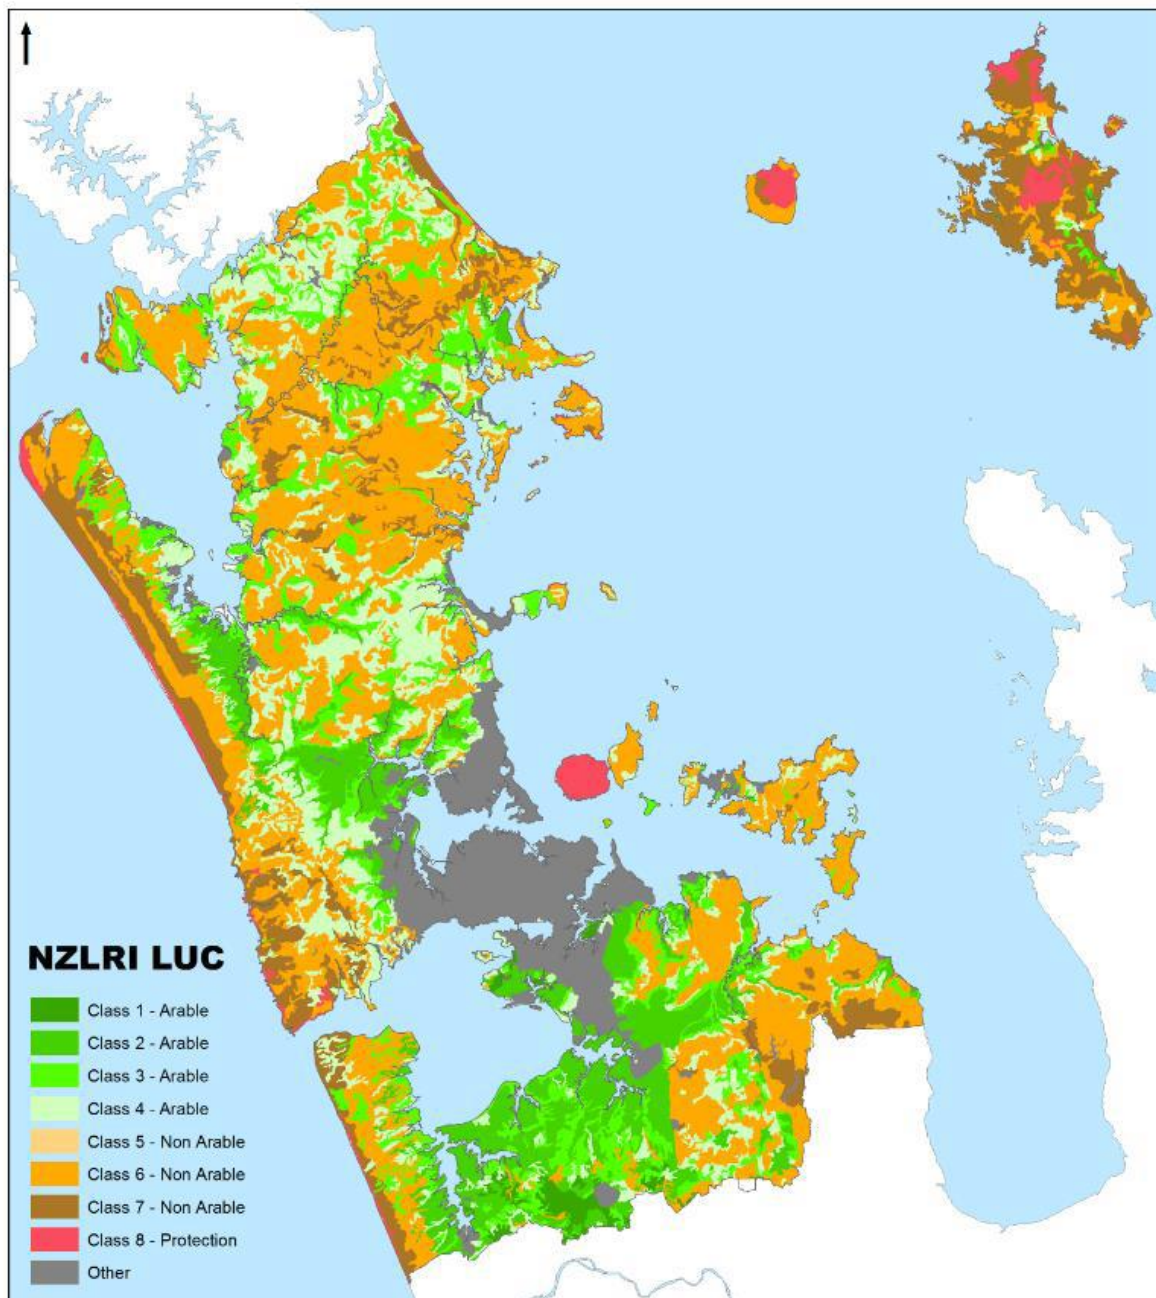 NZLRI LUC
Class 1 - Arable
Class 2 - Arable
Class 3 - Arable
Class 4 - Arable
Class 5 - Non Arable
Class 6 - Non Arable
Class 7 - Non Arable
Class 8 - Protection
Other